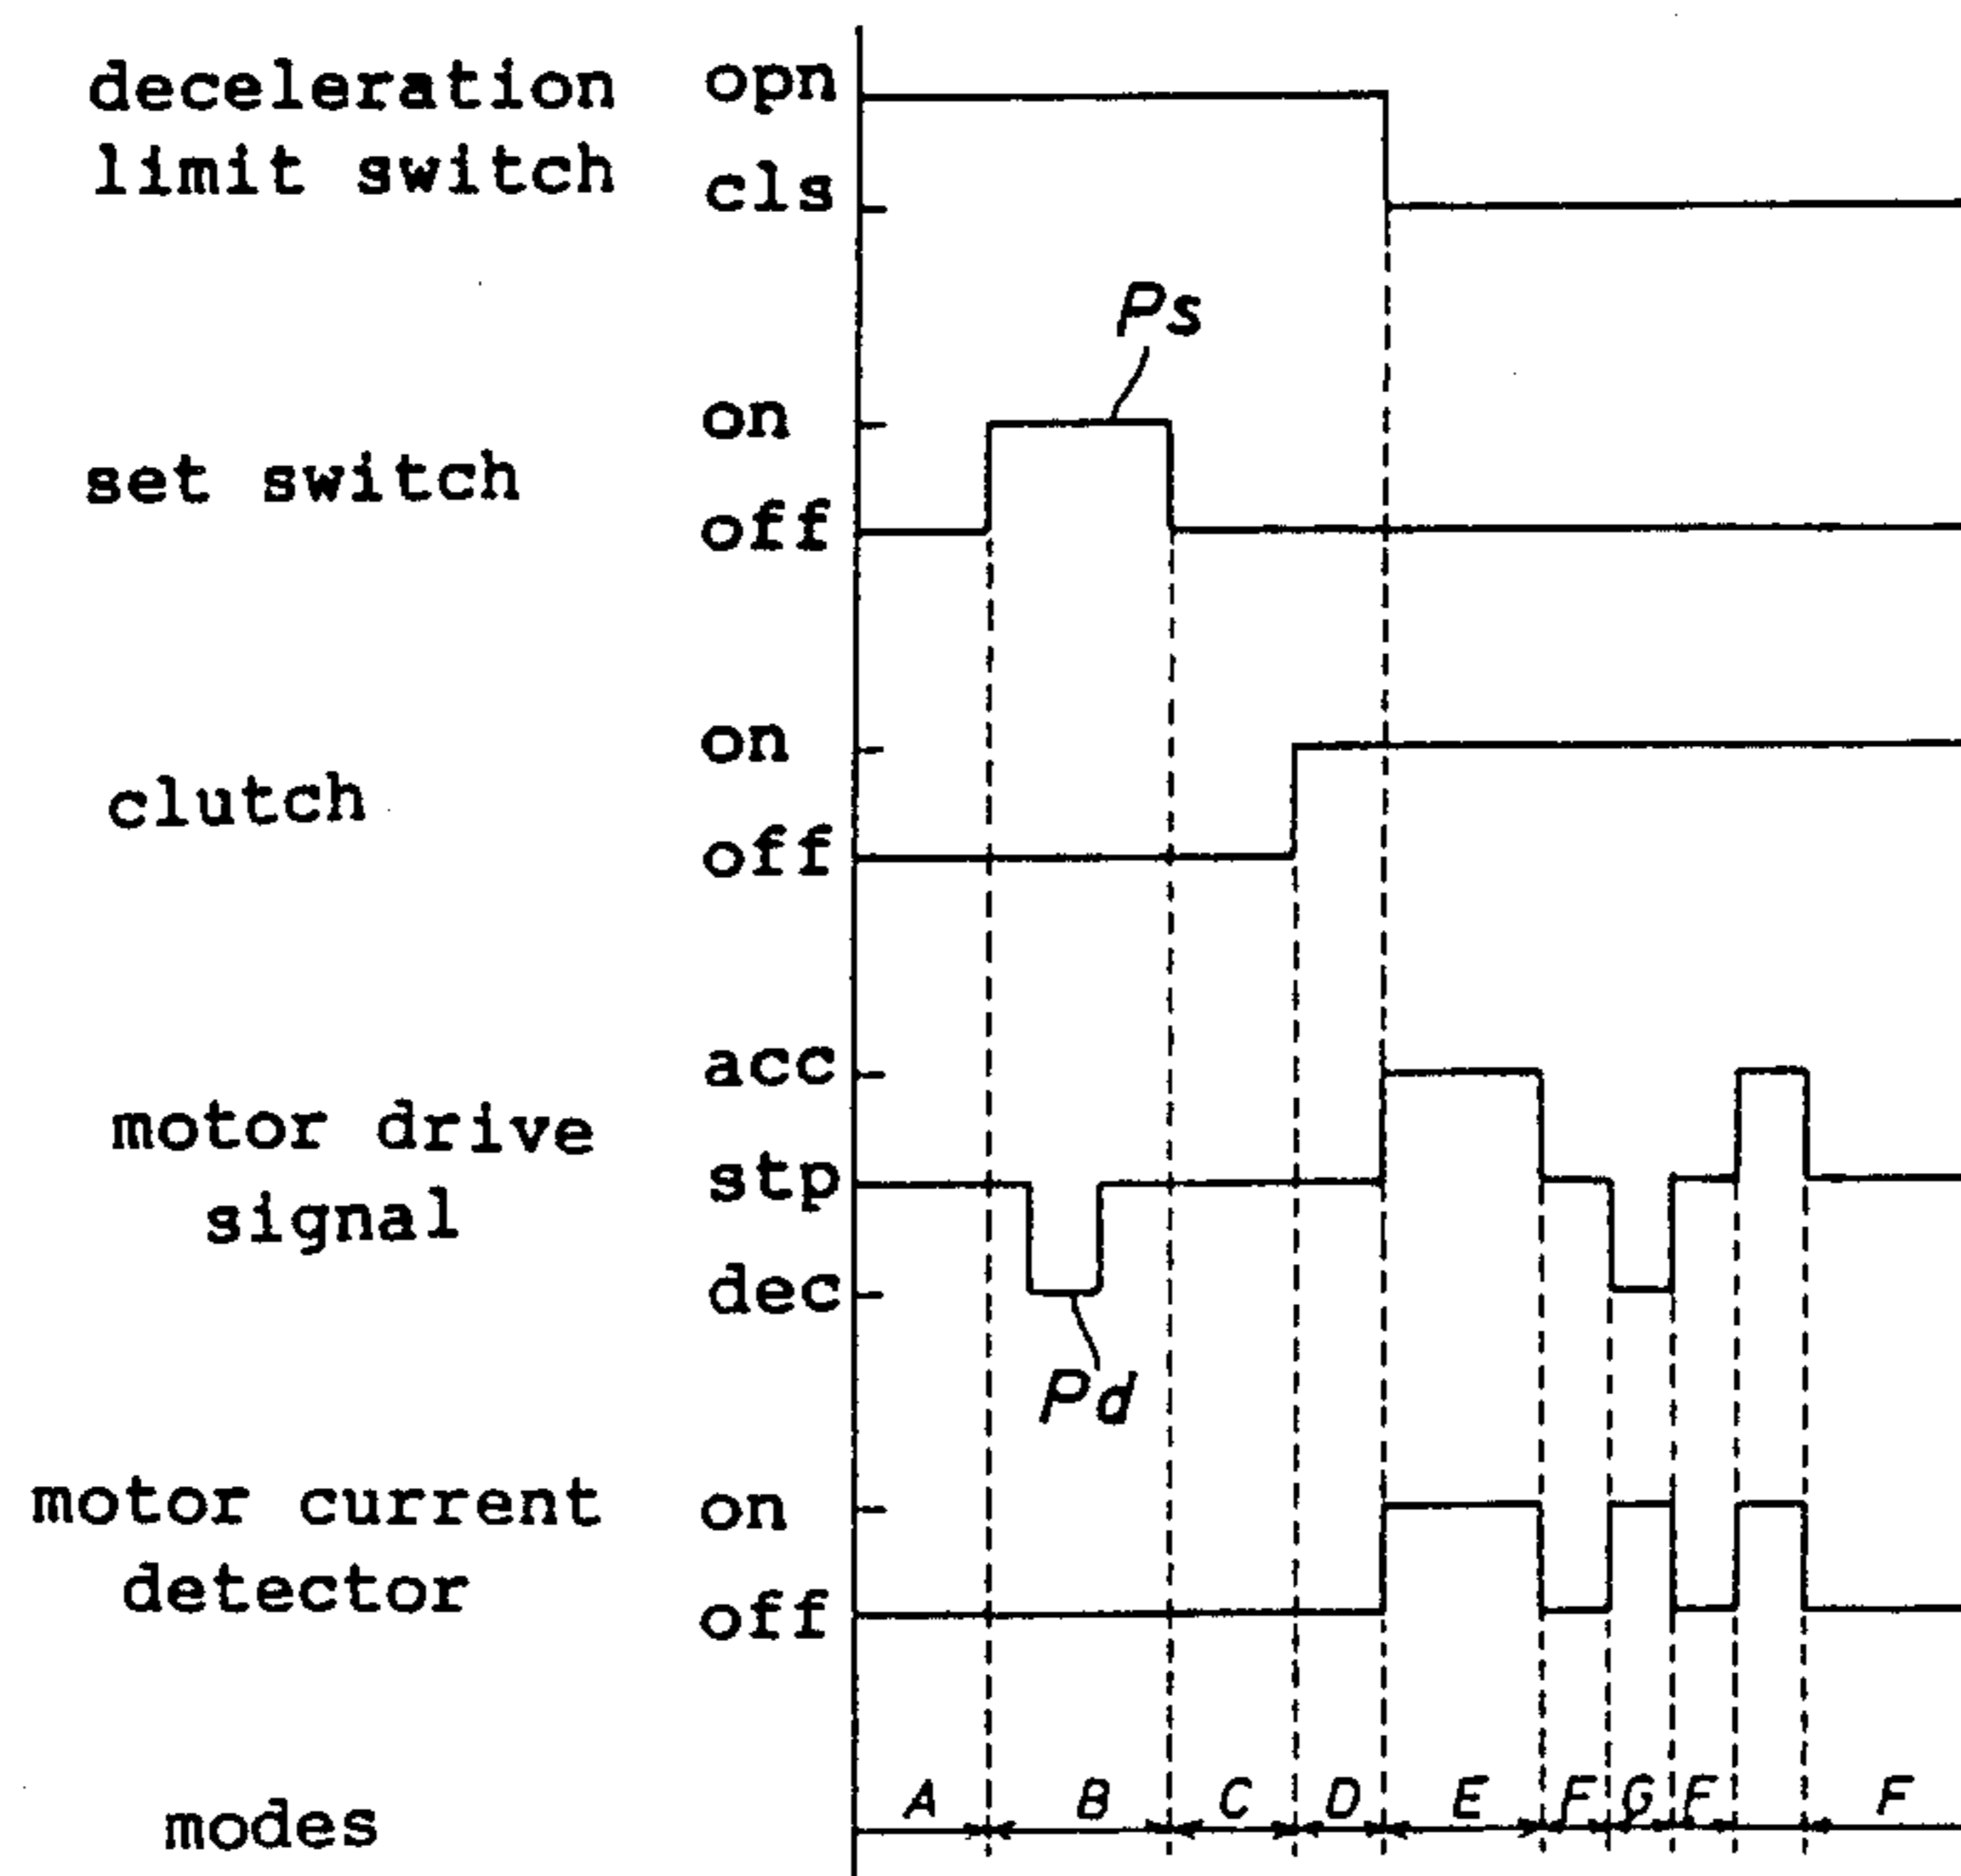 deceleration
limit switch
opn
cls
Ps
set switch
on
off
clutch
on
off
motor drive
signal
acc
stp
dec
Pd
motor current
detector
on
off
modes
A B C D E F G F F